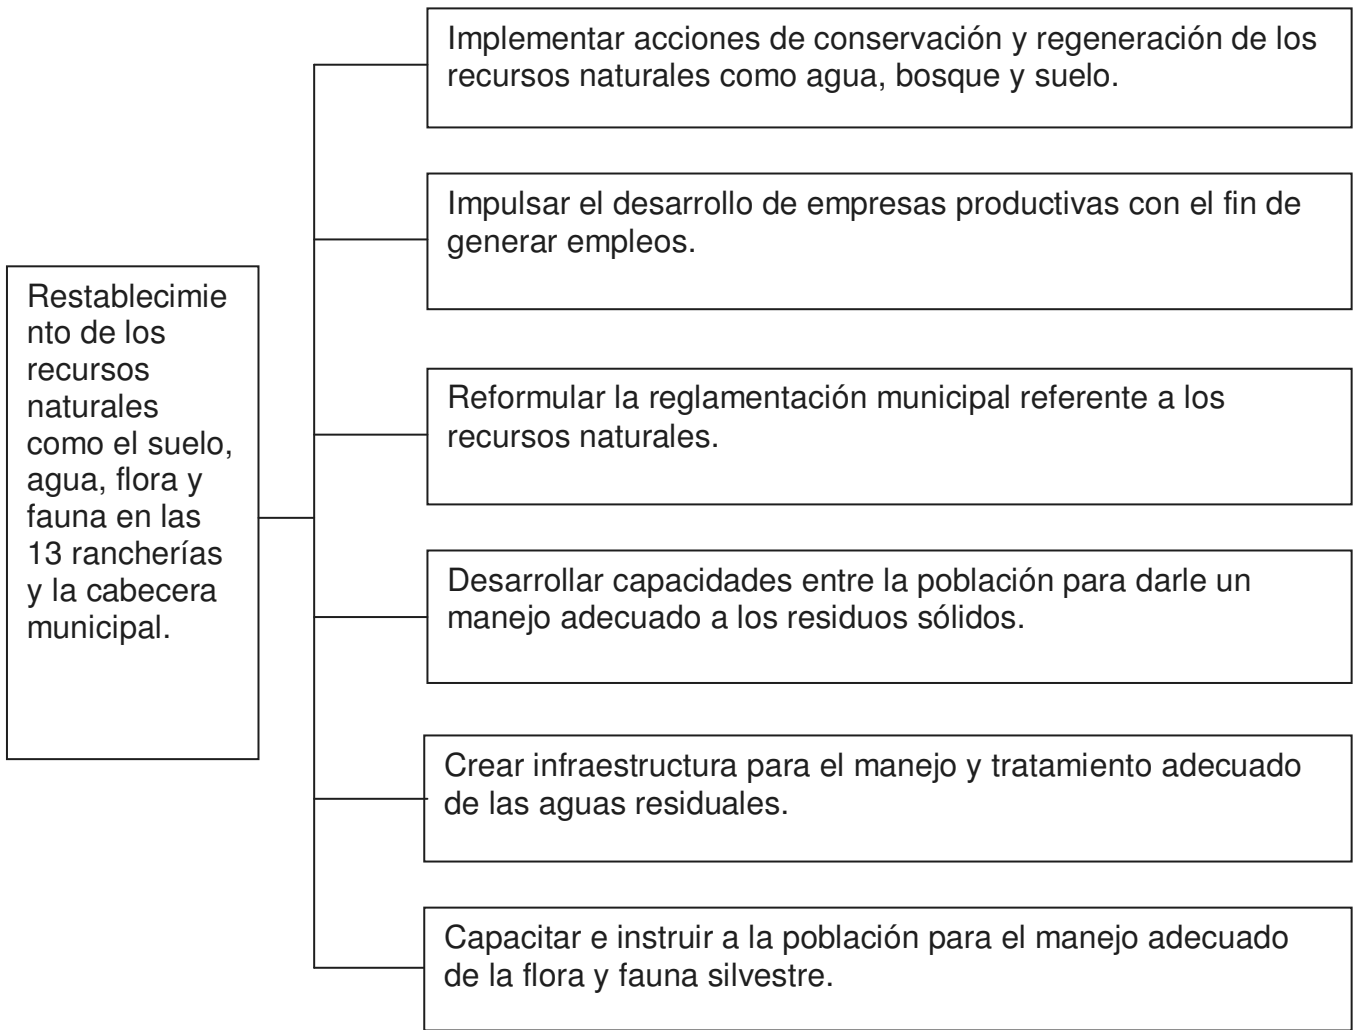 Restablecimie
nto de los
recursos
naturales
como el suelo,
agua, flora y
fauna en las
13 rancherías
y la cabecera
municipal.
Implementar acciones de conservación y regeneración de los
recursos naturales como agua, bosque y suelo.
Impulsar el desarrollo de empresas productivas con el fin de
generar empleos.
Reformular la reglamentación municipal referente a los
recursos naturales.
Desarrollar capacidades entre la población para darle un
manejo adecuado a los residuos sólidos.
Crear infraestructura para el manejo y tratamiento adecuado
de las aguas residuales.
Capacitar e instruir a la población para el manejo adecuado
de la flora y fauna silvestre.